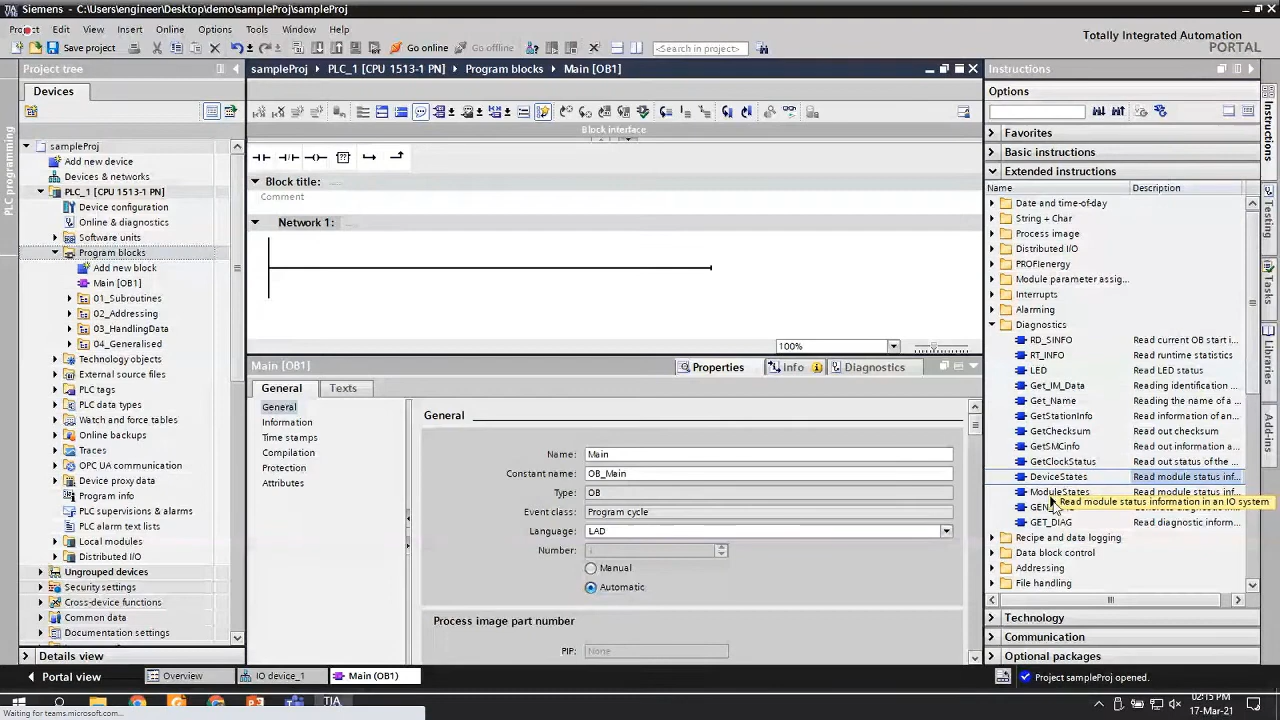 Siemens - C:\Users\engineer\Desktop\demo\sampleProj\sampleProj
Project Edit View Insert Online Options Tools Window Help
Totally Integrated Automation
PORTAL
Save project
Go online
Go offline
<Search in project>
Project tree
sampleProj
PLC_1 [CPU 1513-1 PN]
Program blocks
Main [OB1]
Instructions
Devices
Options
PLC programming
sampleProj
Add new device
Devices & networks
PLC_1 [CPU 1513-1 PN]
Device configuration
Online & diagnostics
Software units
Program blocks
Add new block
Main [OB1]
01_Subroutines
02_Addressing
03_HandlingData
04_Generalised
Technology objects
External source files
PLC tags
PLC data types
Watch and force tables
Online backups
Traces
OPC UA communication
Device proxy data
Program info
PLC supervisions & alarms
PLC alarm text lists
Local modules
Distributed I/O
Ungrouped devices
Security settings
Cross-device functions
Common data
Documentation settings
Details view
Block interface
Block title:
Comment
Network 1:
100%
Main [OB1]
Properties
Info
Diagnostics
General
Texts
General
Information
Time stamps
Compilation
Protection
Attributes
General
Name: Main
Constant name: OB_Main
Type: OB
Event class: Program cycle
Language: LAD
Number:
Manual
Automatic
Process image part number
PIP: None
Favorites
Basic instructions
Extended instructions
Name Description
Date and time-of-day
String + Char
Process image
Distributed I/O
PROFIenergy
Module parameter assig...
Interrupts
Alarming
Diagnostics
RD_SINFO Read current OB start i...
RT_INFO Read runtime statistics
LED Read LED status
Get_IM_Data Reading identification ...
Get_Name Reading the name of a ...
GetStationInfo Read information of an...
GetChecksum Read out checksum
GetSMCinfo Read out information a...
GetClockStatus Read out status of the ...
DeviceStates Read module status inf...
ModuleStates Read module status inf...
Read module status information in an IO system
GET_DIAG Read diagnostic inform...
Recipe and data logging
Data block control
Addressing
File handling
Technology
Communication
Optional packages
Instructions
Testing
Tasks
Libraries
Add-ins
Portal view
Overview
IO device_1
Main (OB1)
Project sampleProj opened.
Waiting for teams.microsoft.com...
02:15 PM
17-Mar-21